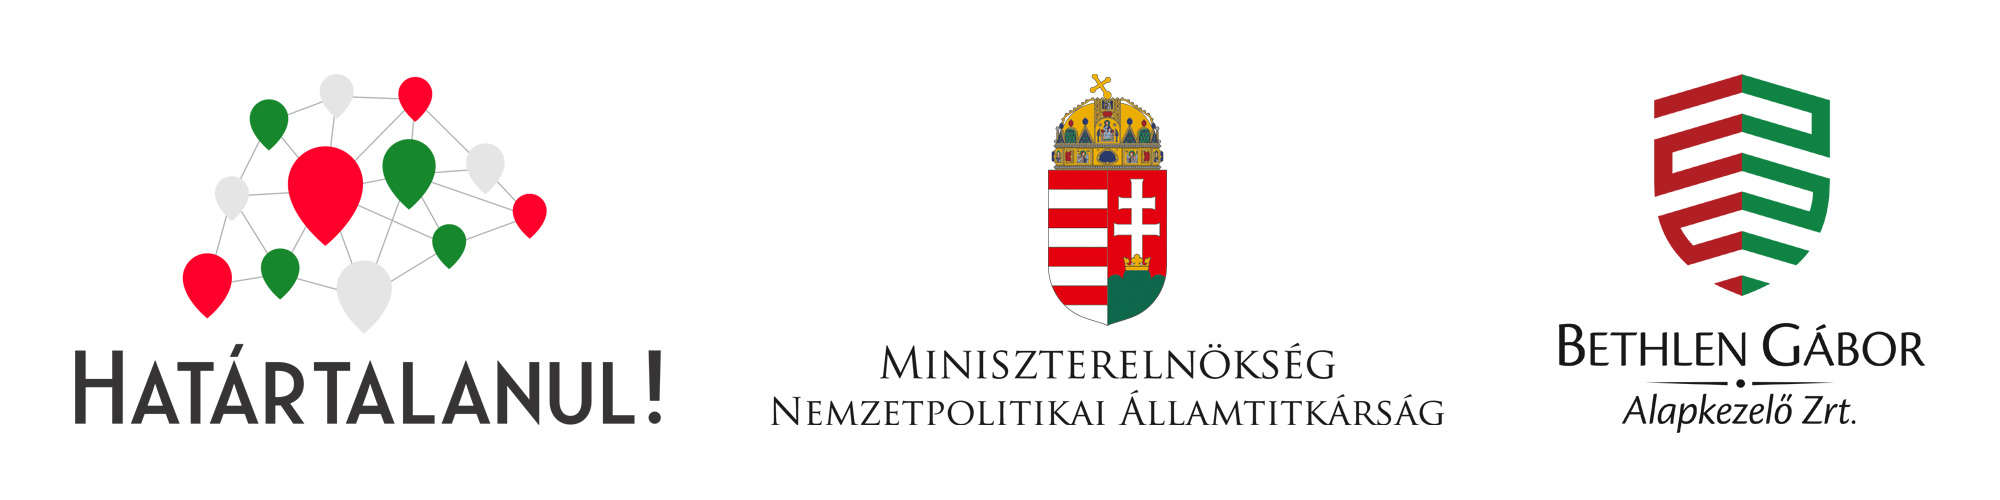 HATÁRTALANUL!
MINISZTERELNÖKSÉG
NEMZETPOLITIKAI ÁLLAMTITKÁRSÁG
BETHLEN GÁBOR
Alapkezelő Zrt.